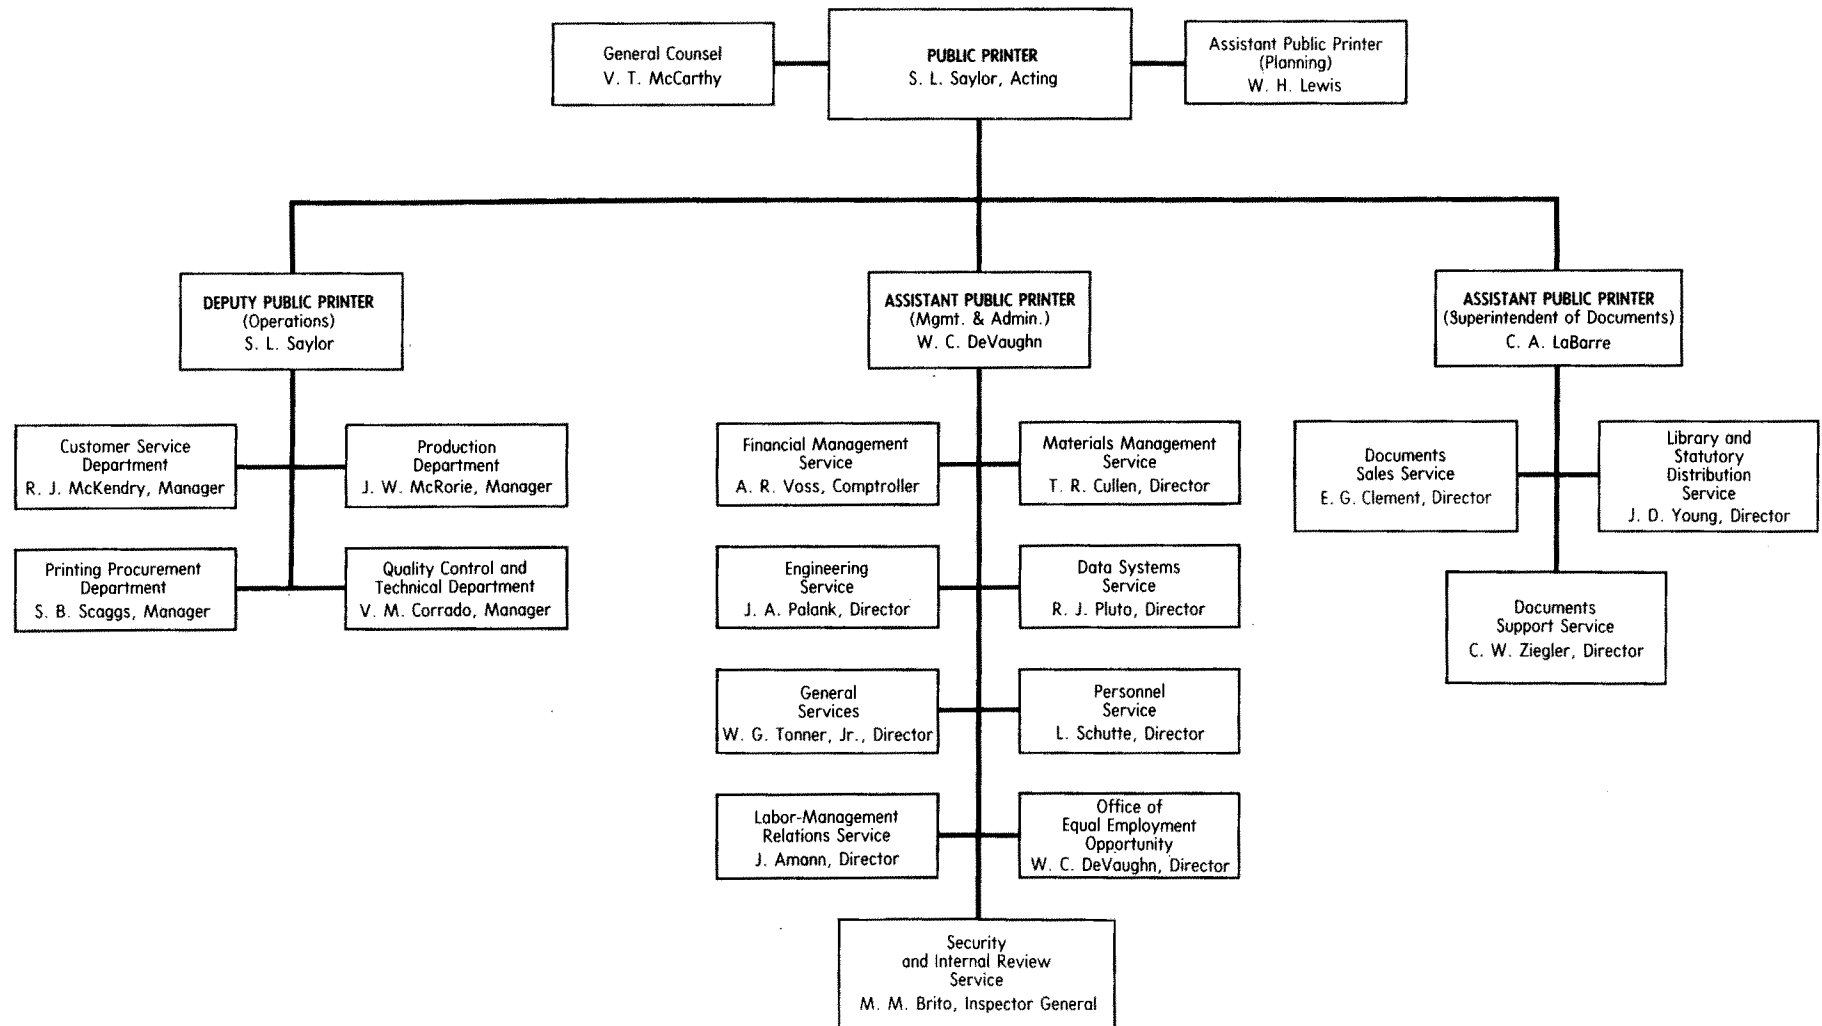 General Counsel
V. T. McCarthy
PUBLIC PRINTER
S. L. Saylor, Acting
Assistant Public Printer
(Planning)
W. H. Lewis
DEPUTY PUBLIC PRINTER
(Operations)
S. L. Saylor
ASSISTANT PUBLIC PRINTER
(Mgmt. & Admin.)
W. C. DeVaughn
ASSISTANT PUBLIC PRINTER
(Superintendent of Documents)
C. A. LaBarre
Customer Service
Department
R. J. McKendry, Manager
Production
Department
J. W. McRorie, Manager
Printing Procurement
Department
S. B. Scaggs, Manager
Quality Control and
Technical Department
V. M. Corrado, Manager
Financial Management
Service
A. R. Voss, Comptroller
Materials Management
Service
T. R. Cullen, Director
Engineering
Service
J. A. Palank, Director
Data Systems
Service
R. J. Pluto, Director
General
Services
W. G. Tonner, Jr., Director
Personnel
Service
L. Schutte, Director
Labor-Management
Relations Service
J. Amann, Director
Office of
Equal Employment
Opportunity
W. C. DeVaughn, Director
Security
and Internal Review
Service
M. M. Brito, Inspector General
Documents
Sales Service
E. G. Clement, Director
Library and
Statutory
Distribution
Service
J. D. Young, Director
Documents
Support Service
C. W. Ziegler, Director